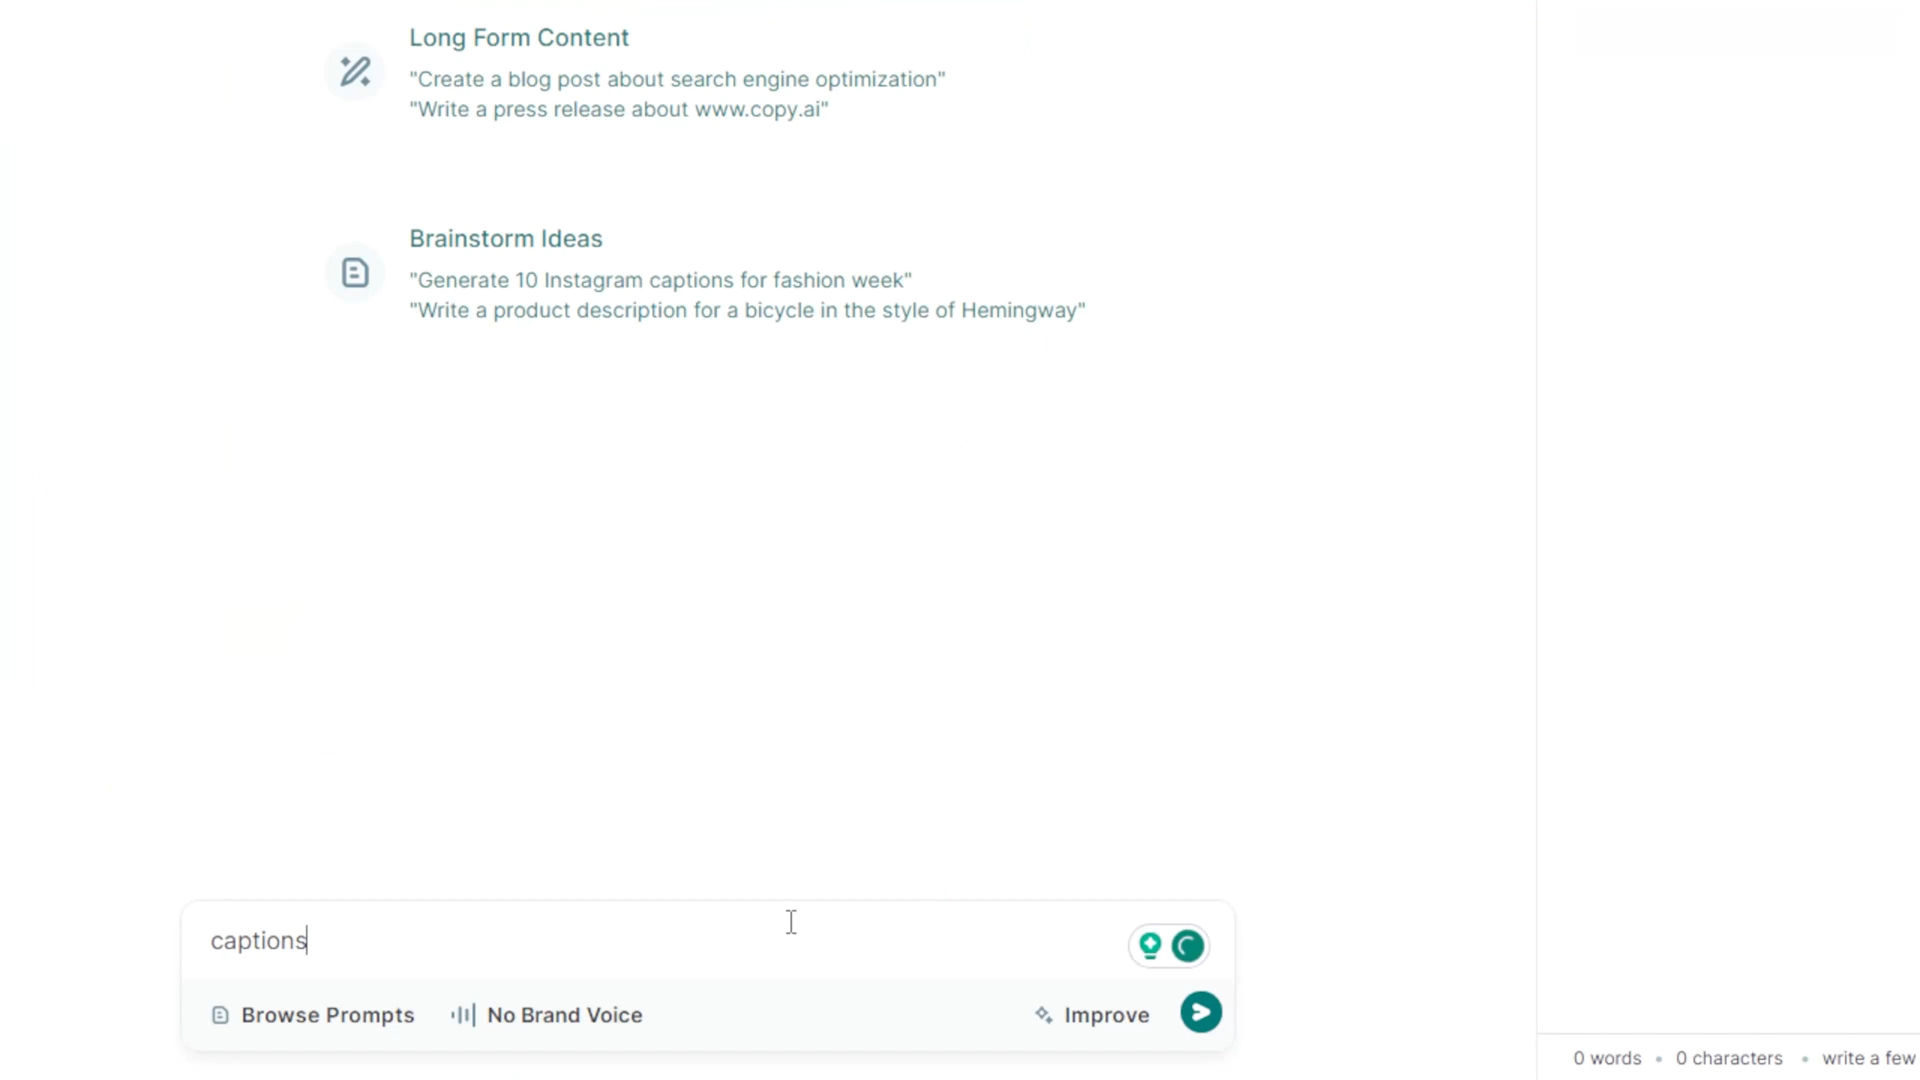 Long Form Content
"Create a blog post about search engine optimization"
"Write a press release about www.copy.ai"
Brainstorm Ideas
"Generate 10 Instagram captions for fashion week"
"Write a product description for a bicycle in the style of Hemingway"
captions
Browse Prompts No Brand Voice Improve
0 words • 0 characters • write a few